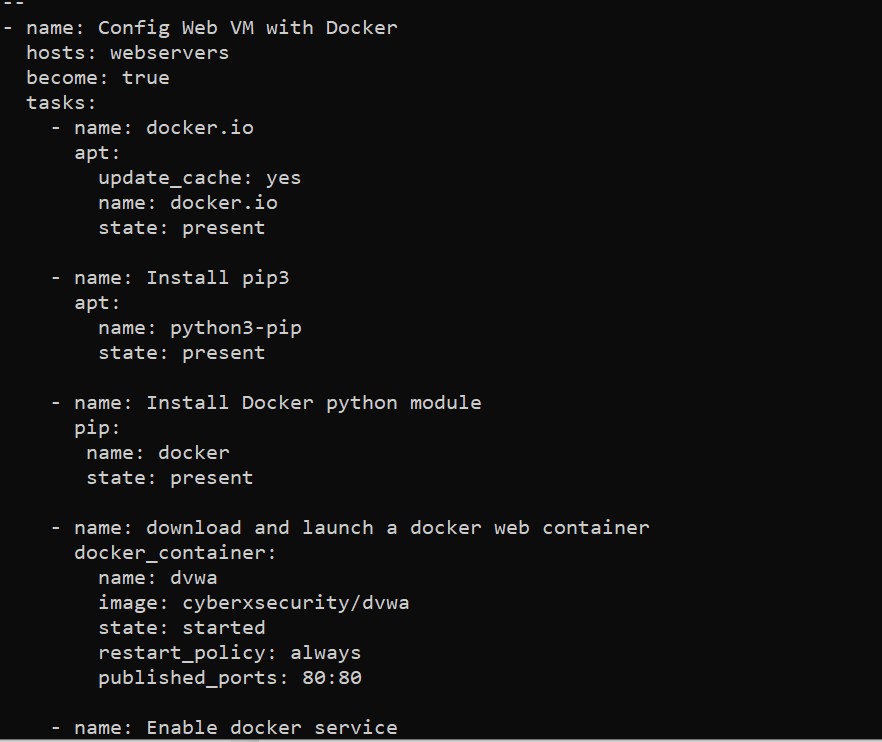 --
- name: Config Web VM with Docker
  hosts: webservers
  become: true
  tasks:
    - name: docker.io
      apt:
        update_cache: yes
        name: docker.io
        state: present

    - name: Install pip3
      apt:
        name: python3-pip
        state: present

    - name: Install Docker python module
      pip:
       name: docker
       state: present

    - name: download and launch a docker web container
      docker_container:
        name: dvwa
        image: cyberxsecurity/dvwa
        state: started
        restart_policy: always
        published_ports: 80:80

    - name: Enable docker service